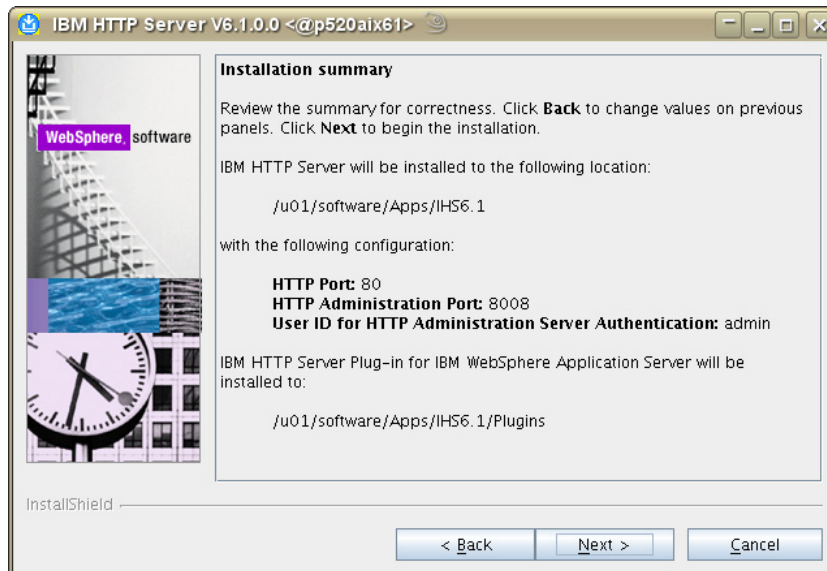 IBM HTTP Server V6.1.0.0 <@p520aix61>
WebSphere. software
Installation summary
Review the summary for correctness. Click Back to change values on previous
panels. Click Next to begin the installation.
IBM HTTP Server will be installed to the following location:
/u01/software/Apps/IHS6.1
with the following configuration:
HTTP Port: 80
HTTP Administration Port: 8008
User ID for HTTP Administration Server Authentication: admin
IBM HTTP Server Plug-in for IBM WebSphere Application Server will be
installed to:
/u01/software/Apps/IHS6.1/Plugins
InstallShield
< Back
Next >
Cancel